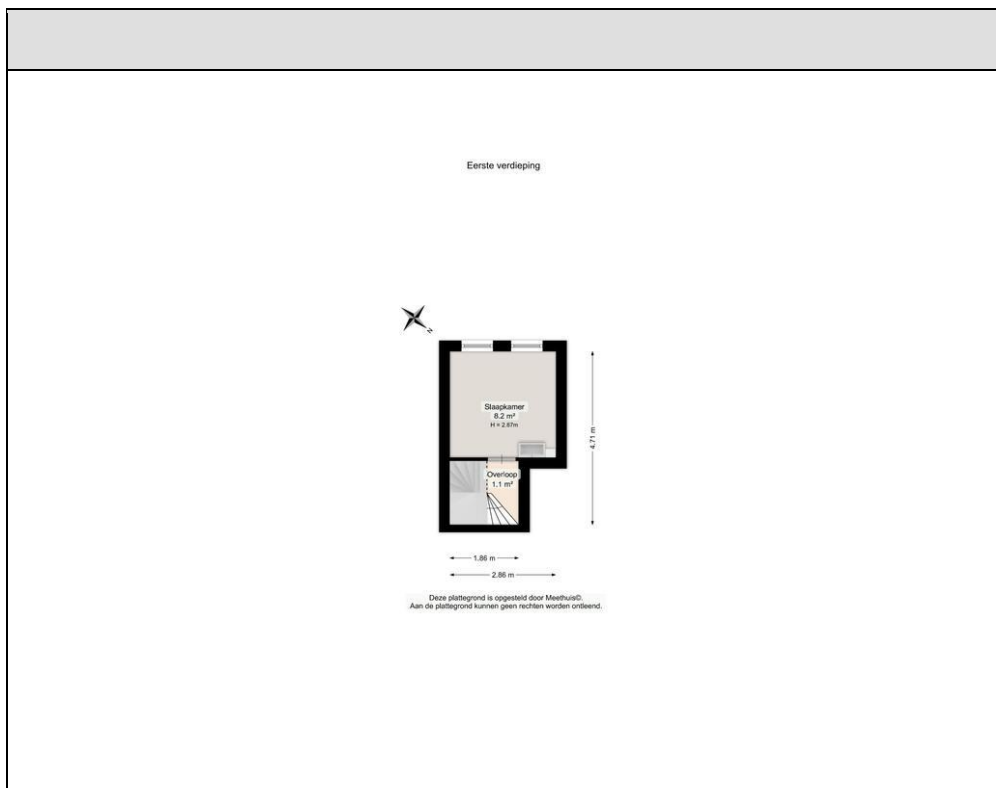 Eerste verdieping
N
Slaapkamer
8.2 m²
H = 2.87m
4.71 m
Overloop
1.1 m²
1.86 m
2.86 m
Deze plattegrond is opgesteld door Meethuis©.
Aan de plattegrond kunnen geen rechten worden ontleend.